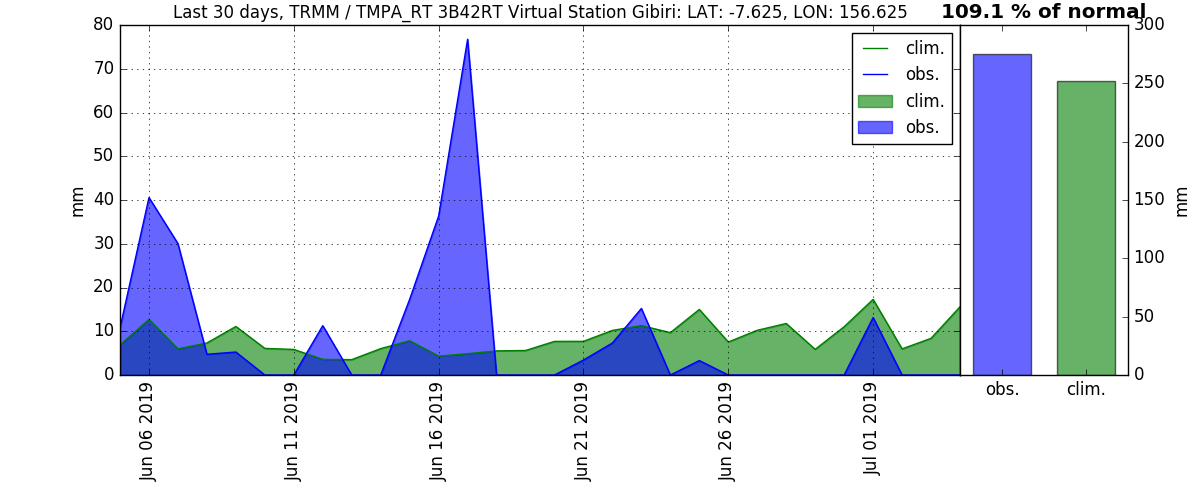 Last 30 days, TRMM / TMPA_RT 3B42RT Virtual Station Gibiri: LAT: -7.625, LON: 156.625
109.1 % of normal
80
70
60
50
40
30
20
10
0
mm
clim.
obs.
clim.
obs.
Jun 06 2019
Jun 11 2019
Jun 16 2019
Jun 21 2019
Jun 26 2019
Jul 01 2019
300
250
200
150
100
50
0
mm
obs.
clim.